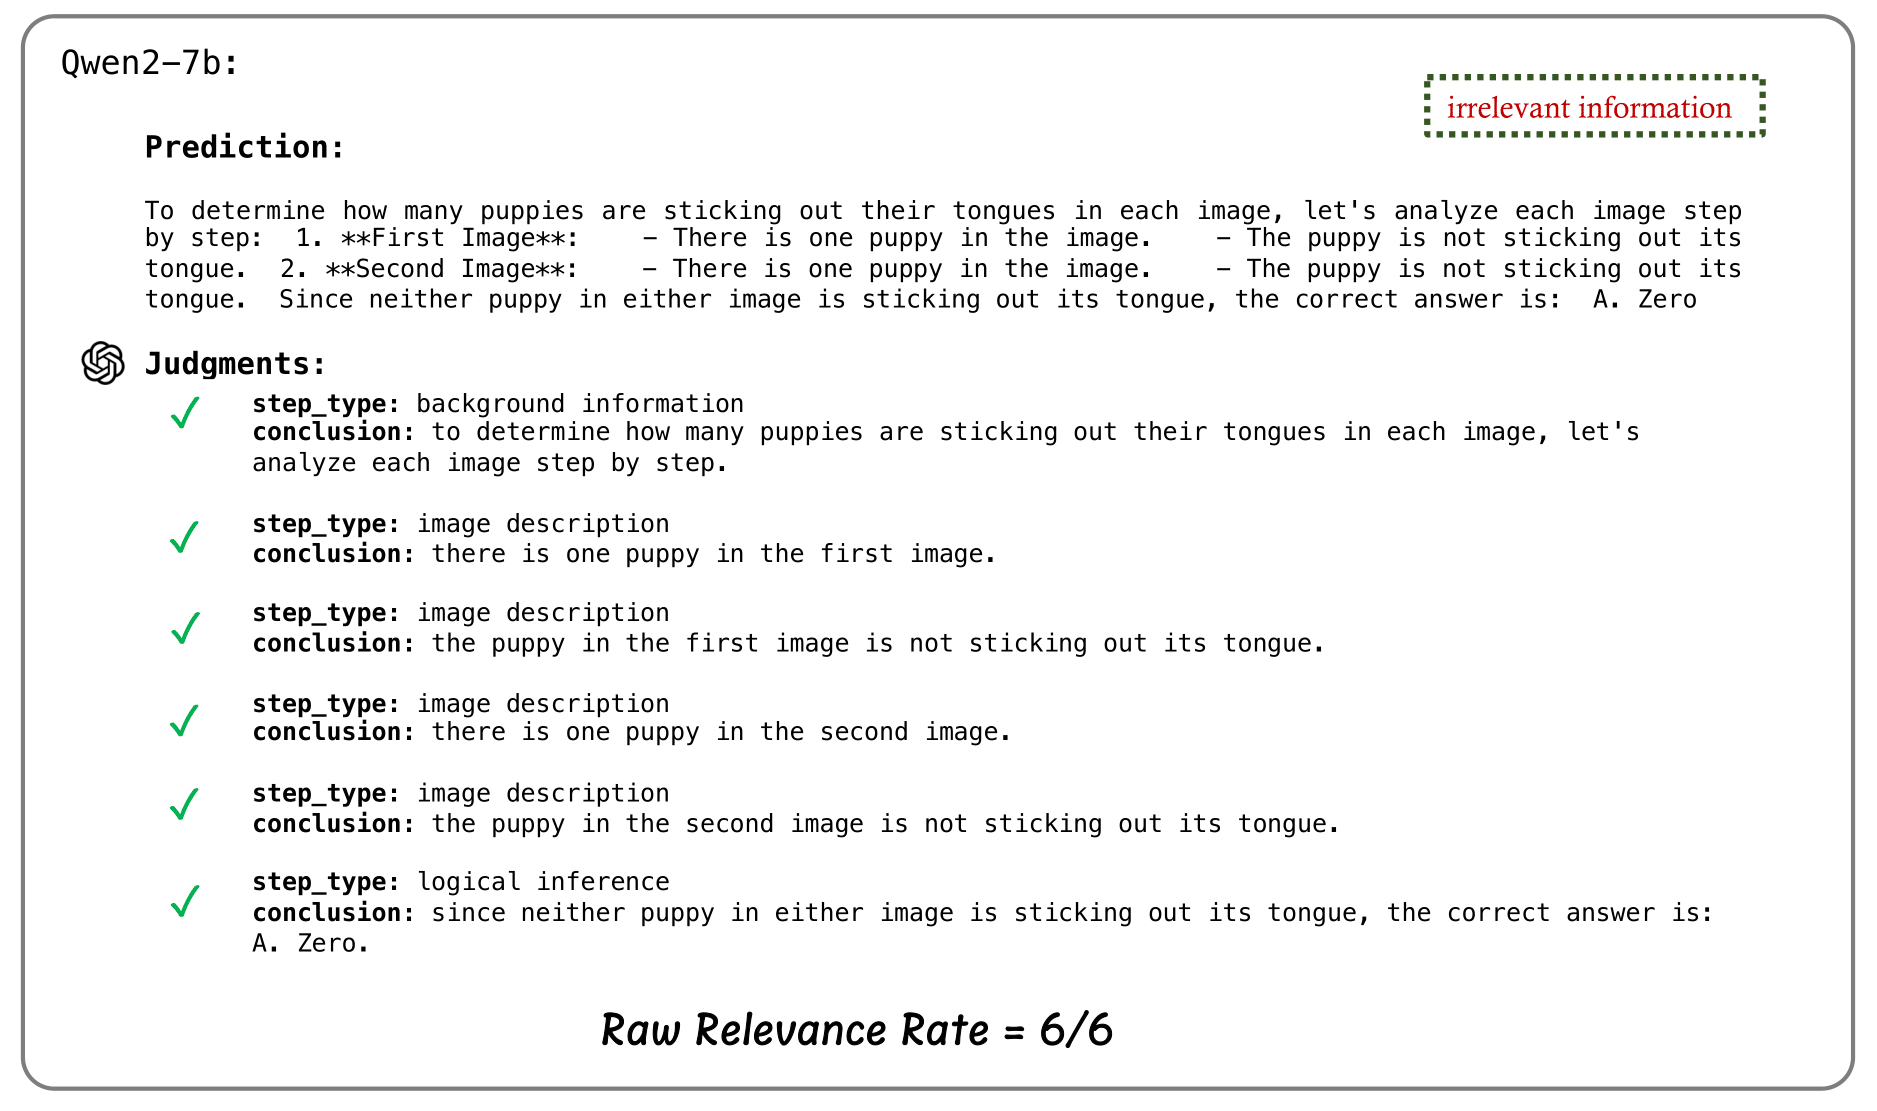 Qwen2-7b:
irrelevant information
Prediction:
To determine how many puppies are sticking out their tongues in each image, let's analyze each image step
by step:  1. **First Image**:    - There is one puppy in the image.    - The puppy is not sticking out its
tongue.  2. **Second Image**:    - There is one puppy in the image.    - The puppy is not sticking out its
tongue.  Since neither puppy in either image is sticking out its tongue, the correct answer is:  A. Zero
Judgments:
step_type: background information
conclusion: to determine how many puppies are sticking out their tongues in each image, let's
analyze each image step by step.
step_type: image description
conclusion: there is one puppy in the first image.
step_type: image description
conclusion: the puppy in the first image is not sticking out its tongue.
step_type: image description
conclusion: there is one puppy in the second image.
step_type: image description
conclusion: the puppy in the second image is not sticking out its tongue.
step_type: logical inference
conclusion: since neither puppy in either image is sticking out its tongue, the correct answer is:
A. Zero.
Raw Relevance Rate = 6/6